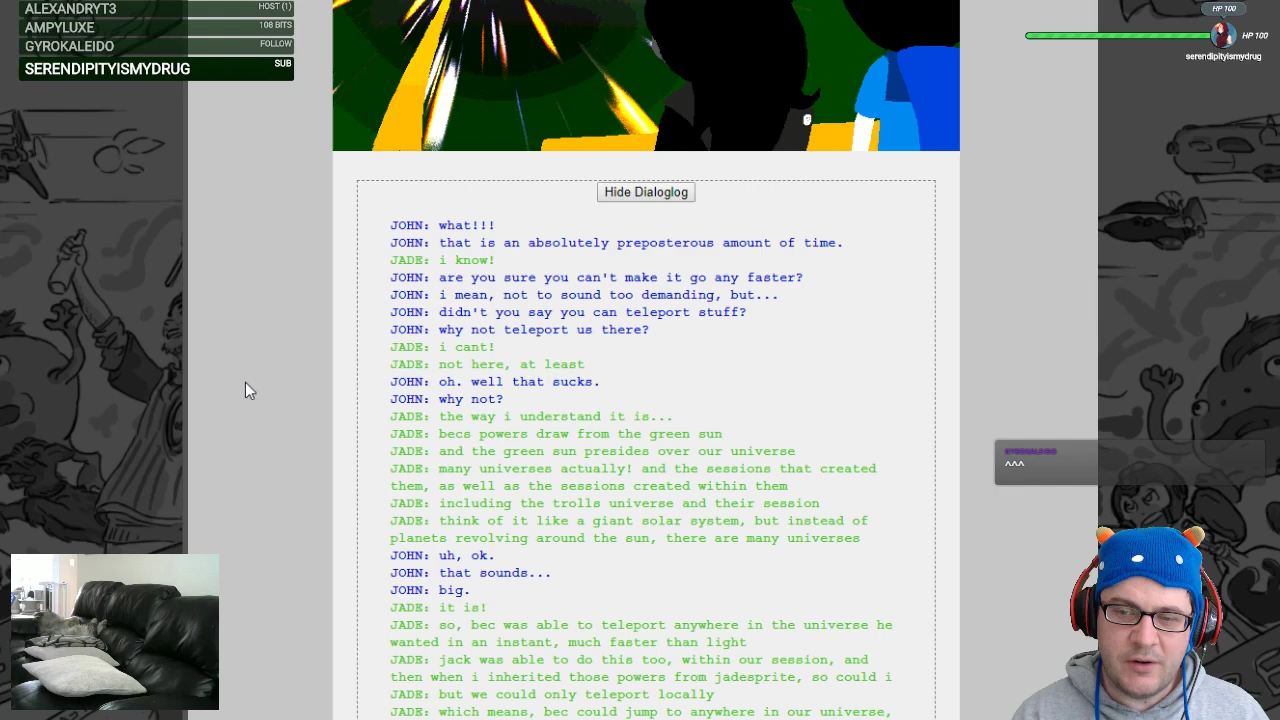 ALEXANDRYT3 HOST (1)
AMPYLUXE 108 BITS
GYROKALEIDO FOLLOW
SERENDIPITYISMYDRUG SUB
HP 100
HP 100
serendipityismydrug
Hide Dialoglog
JOHN: what!!!
JOHN: that is an absolutely preposterous amount of time.
JADE: i know!
JOHN: are you sure you can't make it go any faster?
JOHN: i mean, not to sound too demanding, but...
JOHN: didn't you say you can teleport stuff?
JOHN: why not teleport us there?
JADE: i cant!
JADE: not here, at least
JOHN: oh. well that sucks.
JOHN: why not?
JADE: the way i understand it is...
JADE: becs powers draw from the green sun
JADE: and the green sun presides over our universe
JADE: many universes actually! and the sessions that created
them, as well as the sessions created within them
JADE: including the trolls universe and their session
JADE: think of it like a giant solar system, but instead of
planets revolving around the sun, there are many universes
JOHN: uh, ok.
JOHN: that sounds...
JOHN: big.
JADE: it is!
JADE: so, bec was able to teleport anywhere in the universe he
wanted in an instant, much faster than light
JADE: jack was able to do this too, within our session, and
then when i inherited those powers from jadesprite, so could i
JADE: but we could only teleport locally
JADE: which means, bec could jump to anywhere in our universe,
^^^